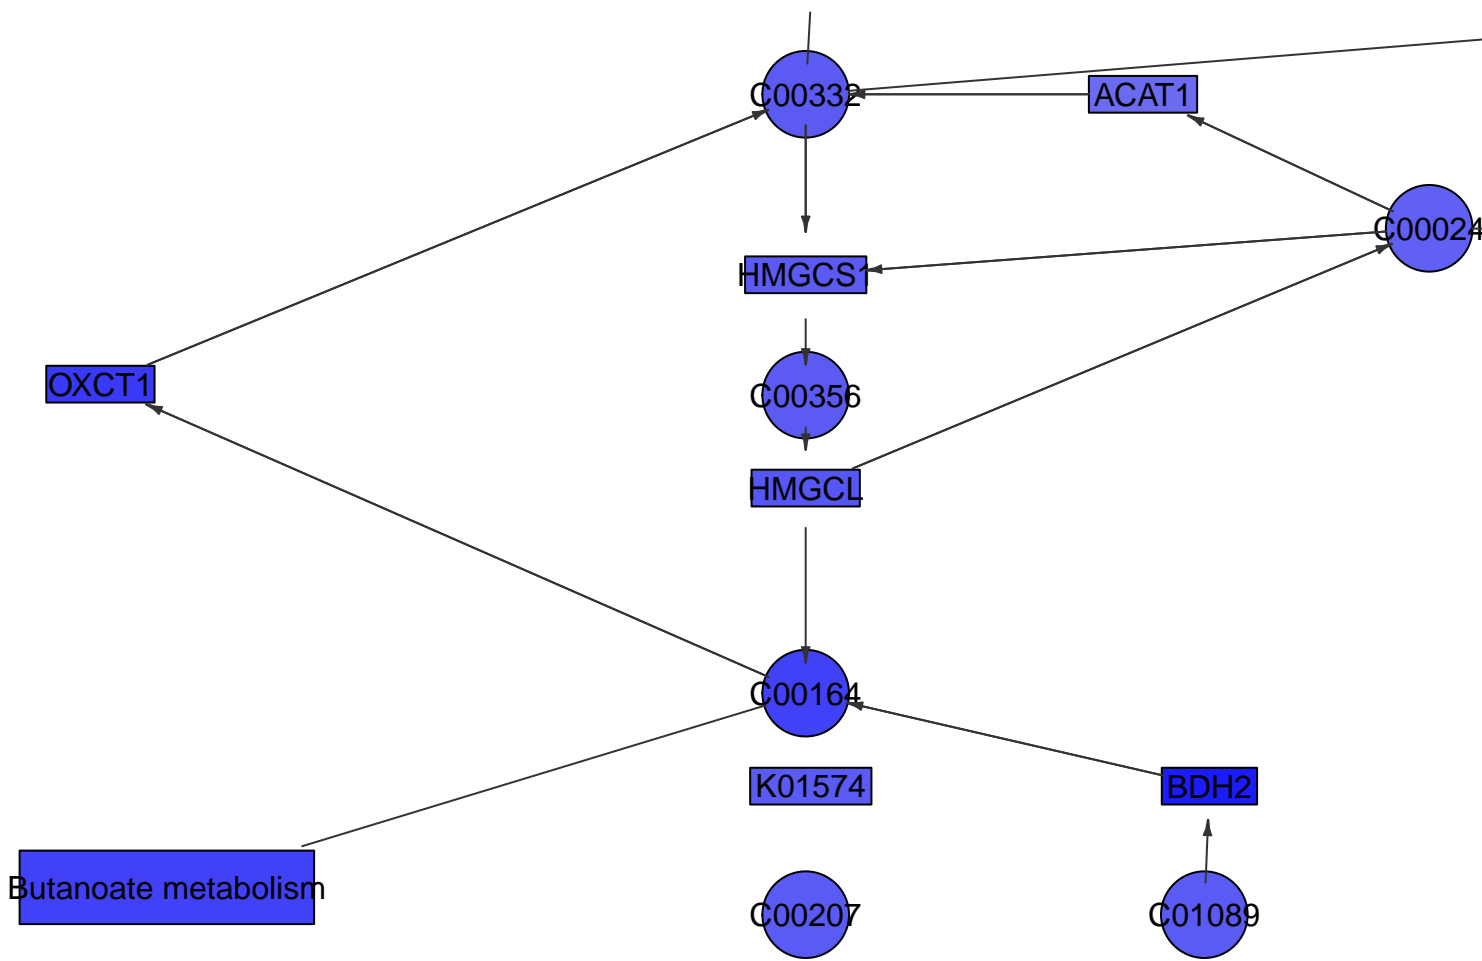 C00332
ACAT1
C00024
HMGCS1
OXCT1
C00356
HMGCL
C00164
K01574
BDH2
Butanoate metabolism
C00207
C01089